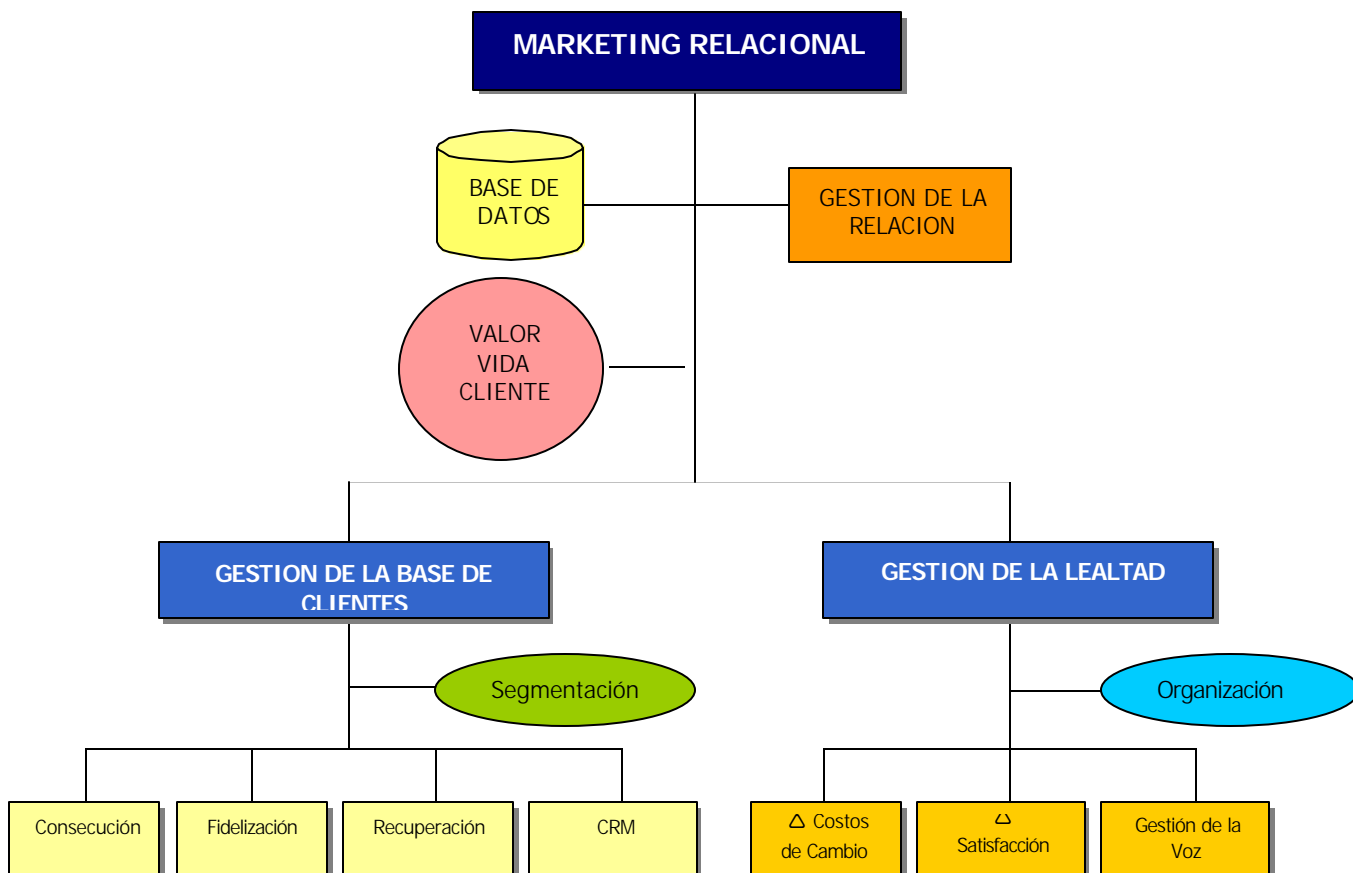 MARKETING RELACIONAL
BASE DE
DATOS
GESTION DE LA
RELACION
VALOR
VIDA
CLIENTE
GESTION DE LA BASE DE
CLIENTES
GESTION DE LA LEALTAD
Segmentación
Organización
Consecución
Fidelización
Recuperación
CRM
△ Costos
de Cambio
△
Satisfacción
Gestión de la
Voz